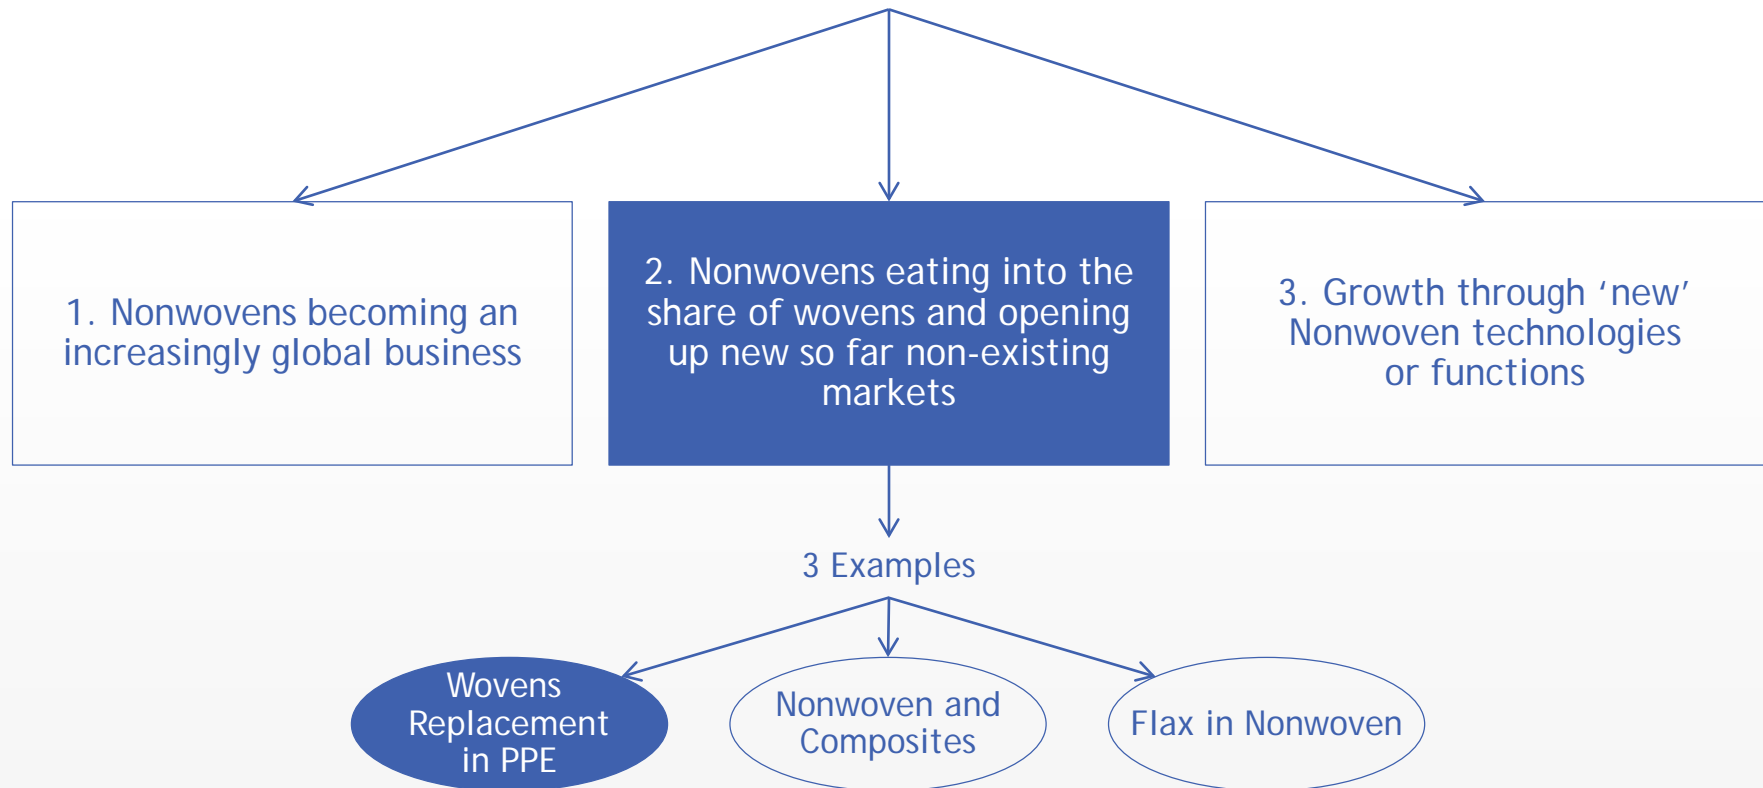 1. Nonwovens becoming an
increasingly global business
2. Nonwovens eating into the
share of wovens and opening
up new so far non-existing
markets
3. Growth through ‘new’
Nonwoven technologies
or functions
3 Examples
Wovens
Replacement
in PPE
Nonwoven and
Composites
Flax in Nonwoven